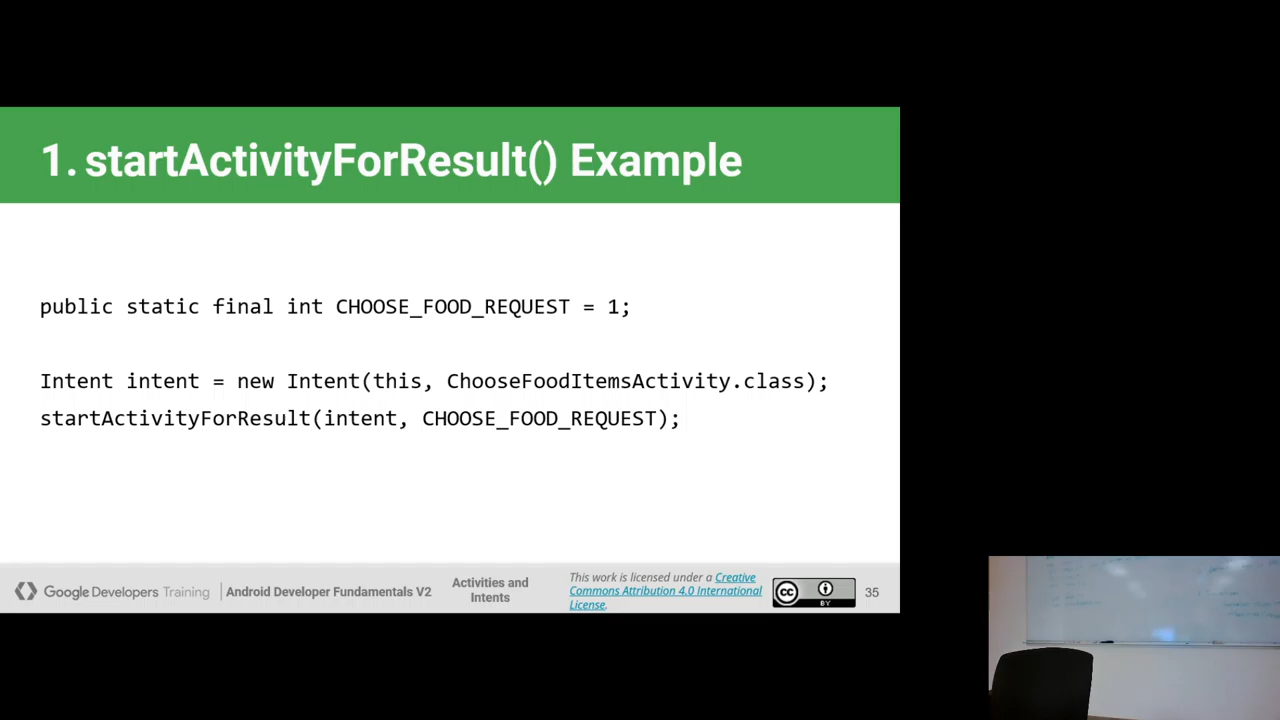 1. startActivityForResult() Example
public static final int CHOOSE_FOOD_REQUEST = 1;
Intent intent = new Intent(this, ChooseFoodItemsActivity.class);
startActivityForResult(intent, CHOOSE_FOOD_REQUEST);
Google Developers Training
Android Developer Fundamentals V2
Activities and
Intents
This work is licensed under a Creative
Commons Attribution 4.0 International
License.
cc
BY
35